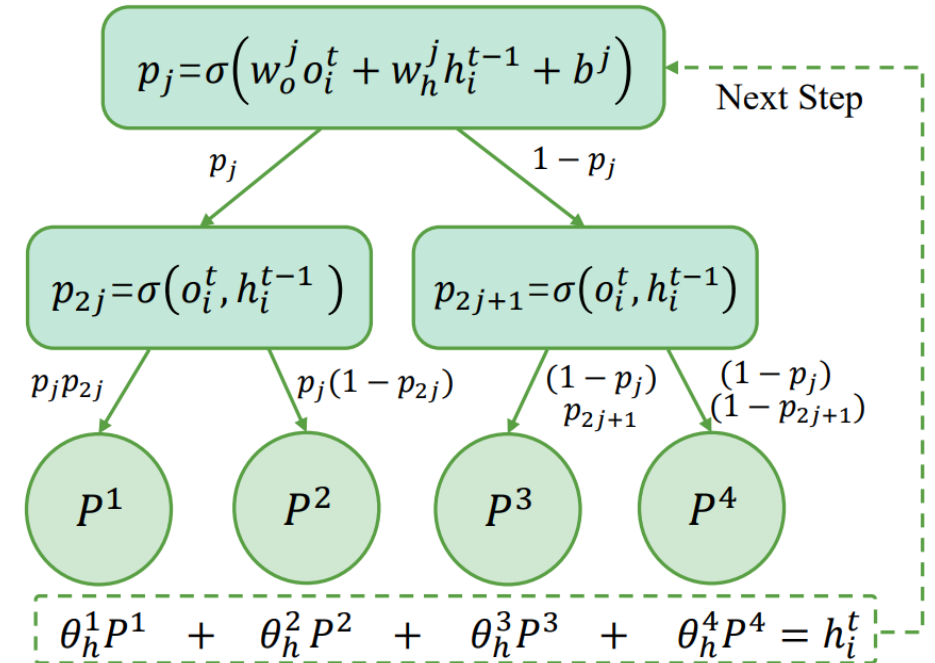 p_j=σ(w_o^j o_i^t + w_h^j h_i^{t−1} + b^j)
Next Step
p_j
1 − p_j
p_{2j}=σ(o_i^t, h_i^{t−1})
p_{2j+1}=σ(o_i^t, h_i^{t−1})
p_j p_{2j}
p_j(1 − p_{2j})
(1 − p_j)
p_{2j+1}
(1 − p_j)
(1 − p_{2j+1})
P^1
P^2
P^3
P^4
θ_h^1 P^1 + θ_h^2 P^2 + θ_h^3 P^3 + θ_h^4 P^4 = h_i^t